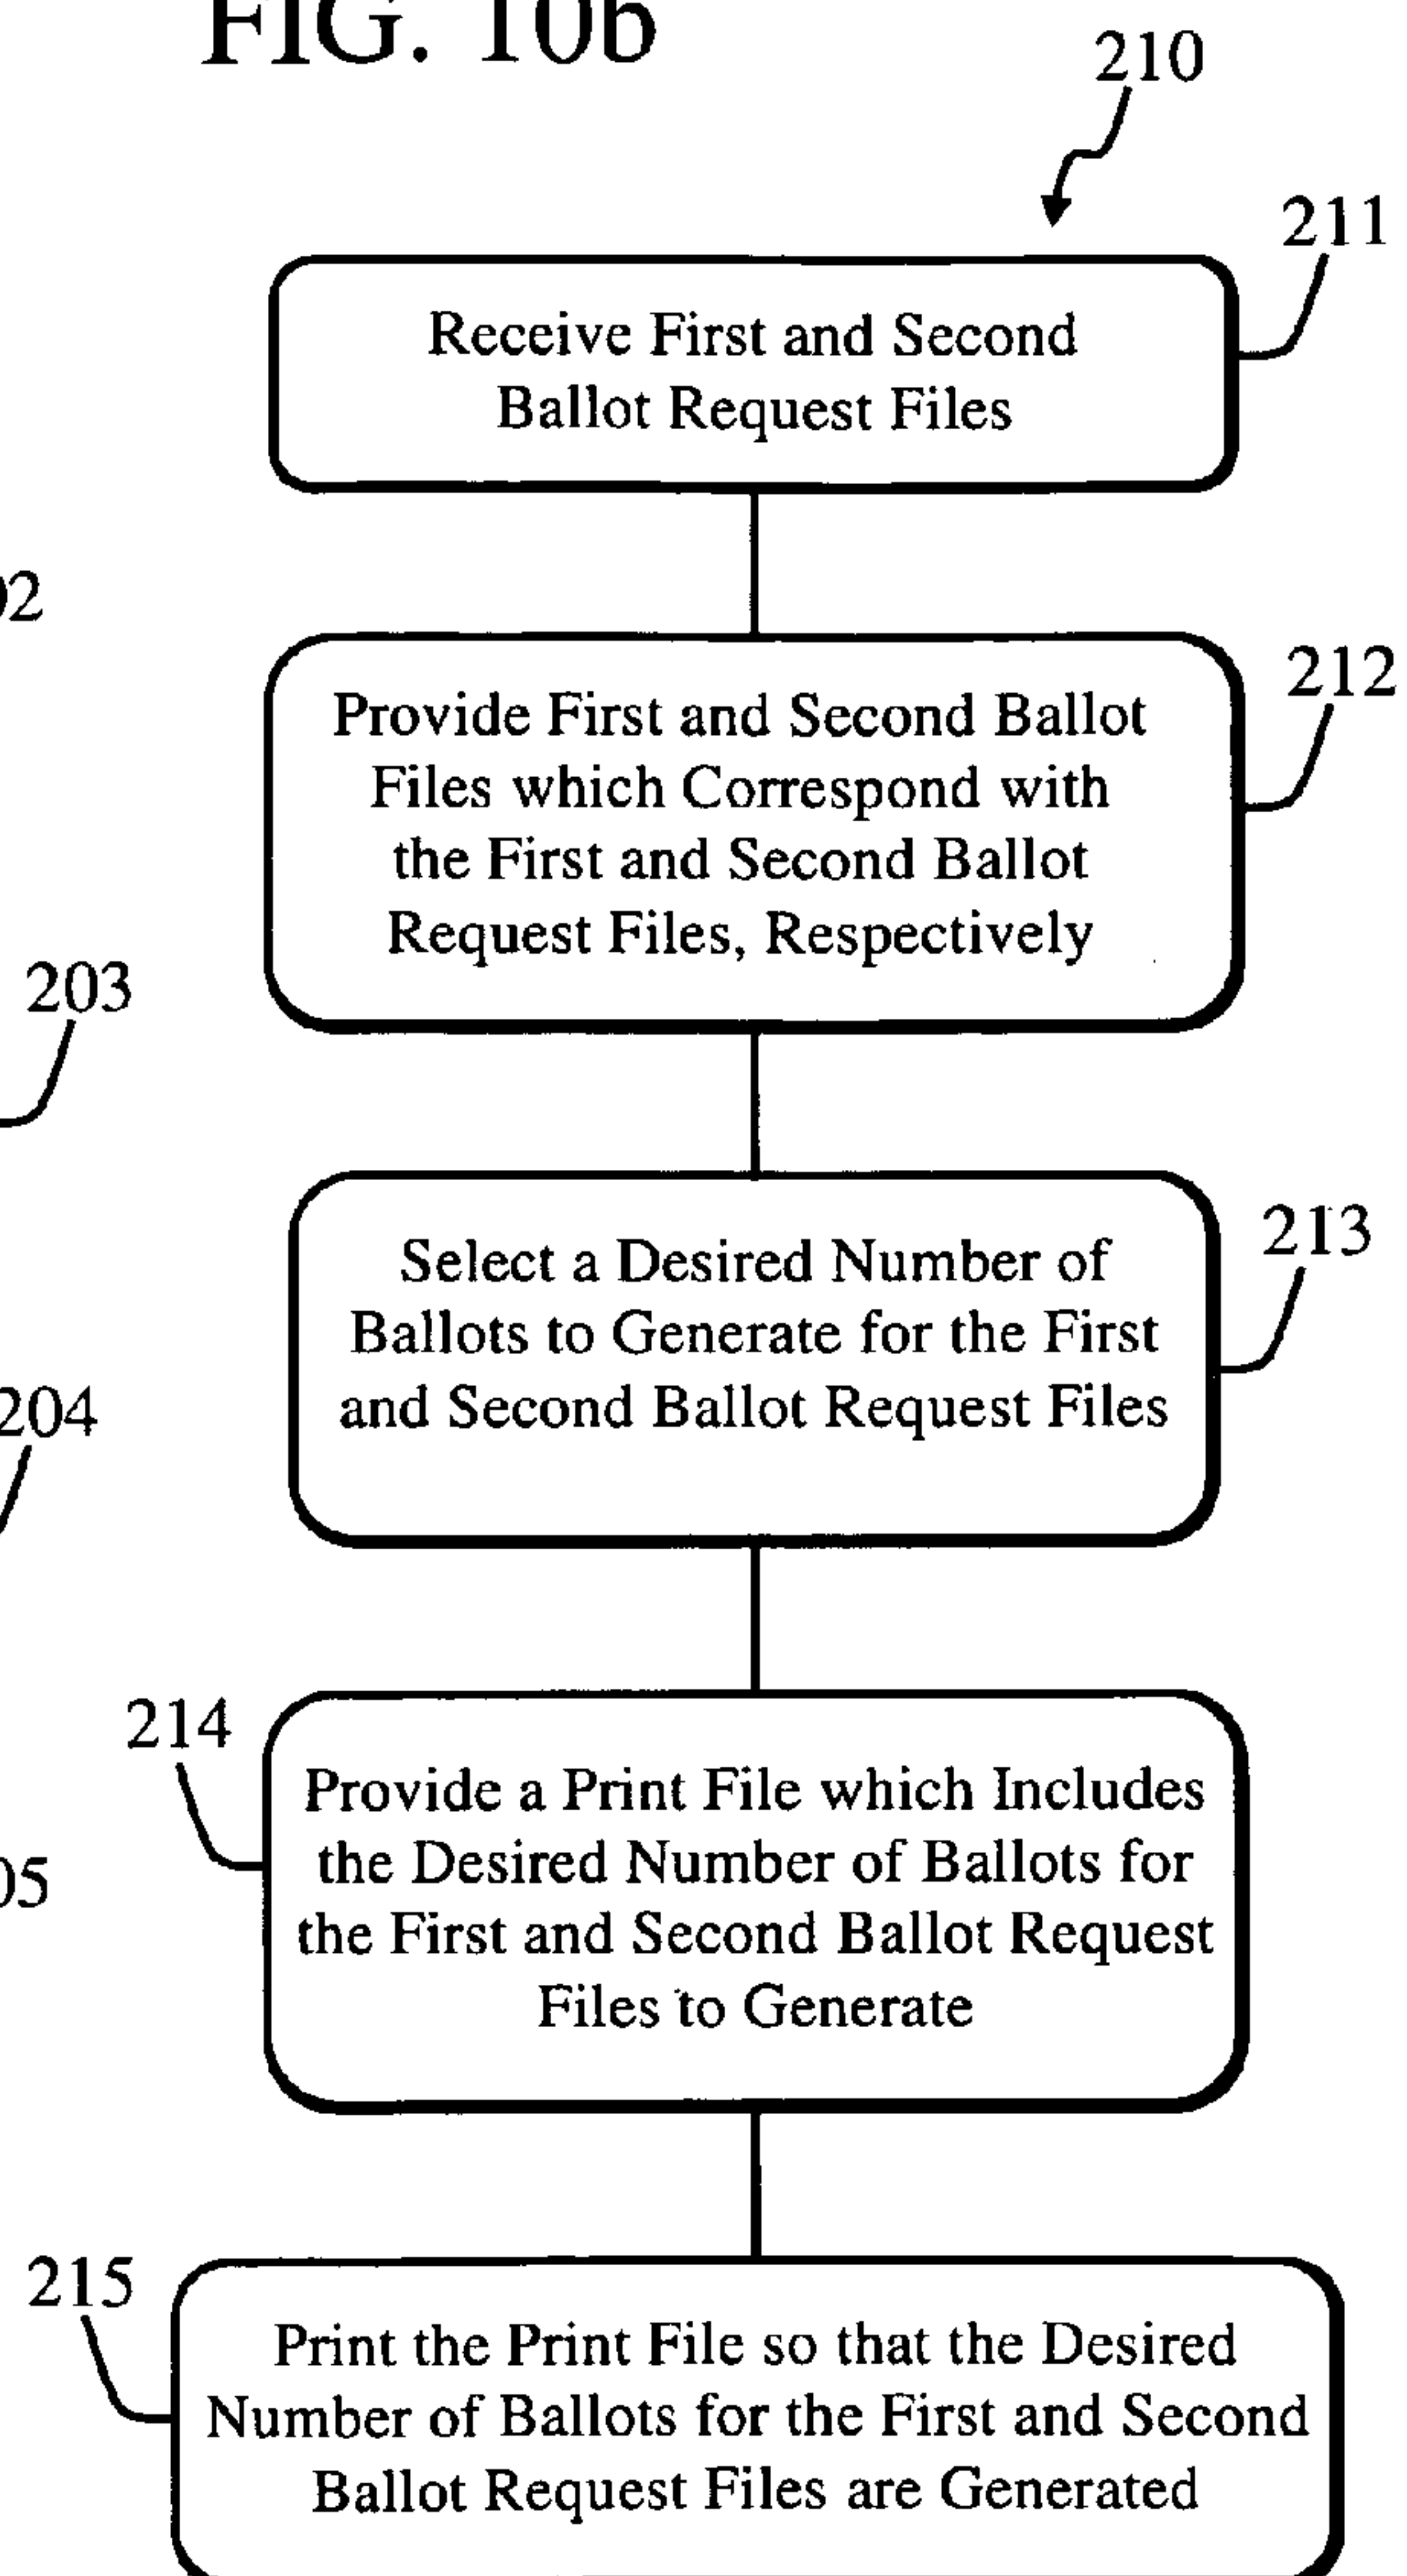 FIG. 10b
210
211
Receive First and Second
Ballot Request Files
02
212
Provide First and Second Ballot
Files which Correspond with
the First and Second Ballot
Request Files, Respectively
203
213
Select a Desired Number of
Ballots to Generate for the First
and Second Ballot Request Files
204
214
Provide a Print File which Includes
the Desired Number of Ballots for
the First and Second Ballot Request
Files to Generate
05
215
Print the Print File so that the Desired
Number of Ballots for the First and Second
Ballot Request Files are Generated